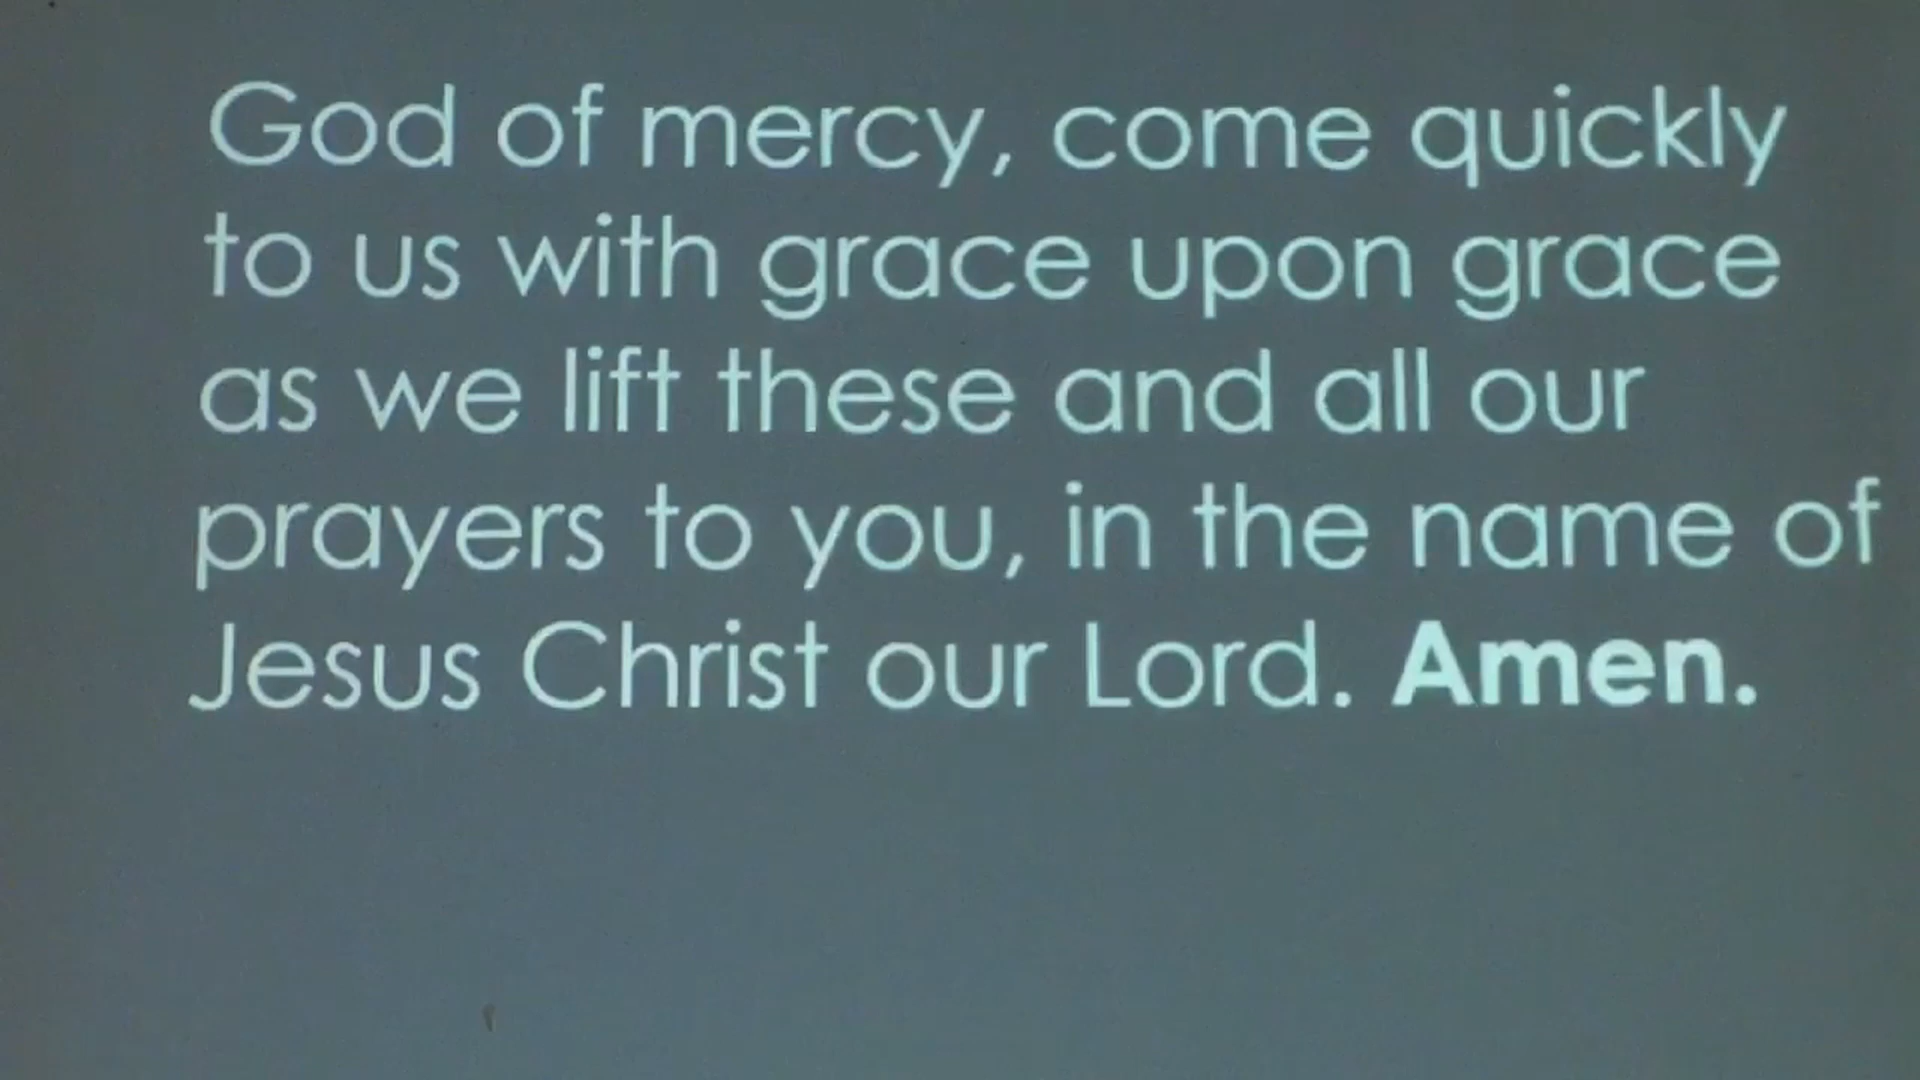 God of mercy, come quickly
to us with grace upon grace
as we lift these and all our
prayers to you, in the name of
Jesus Christ our Lord. Amen.